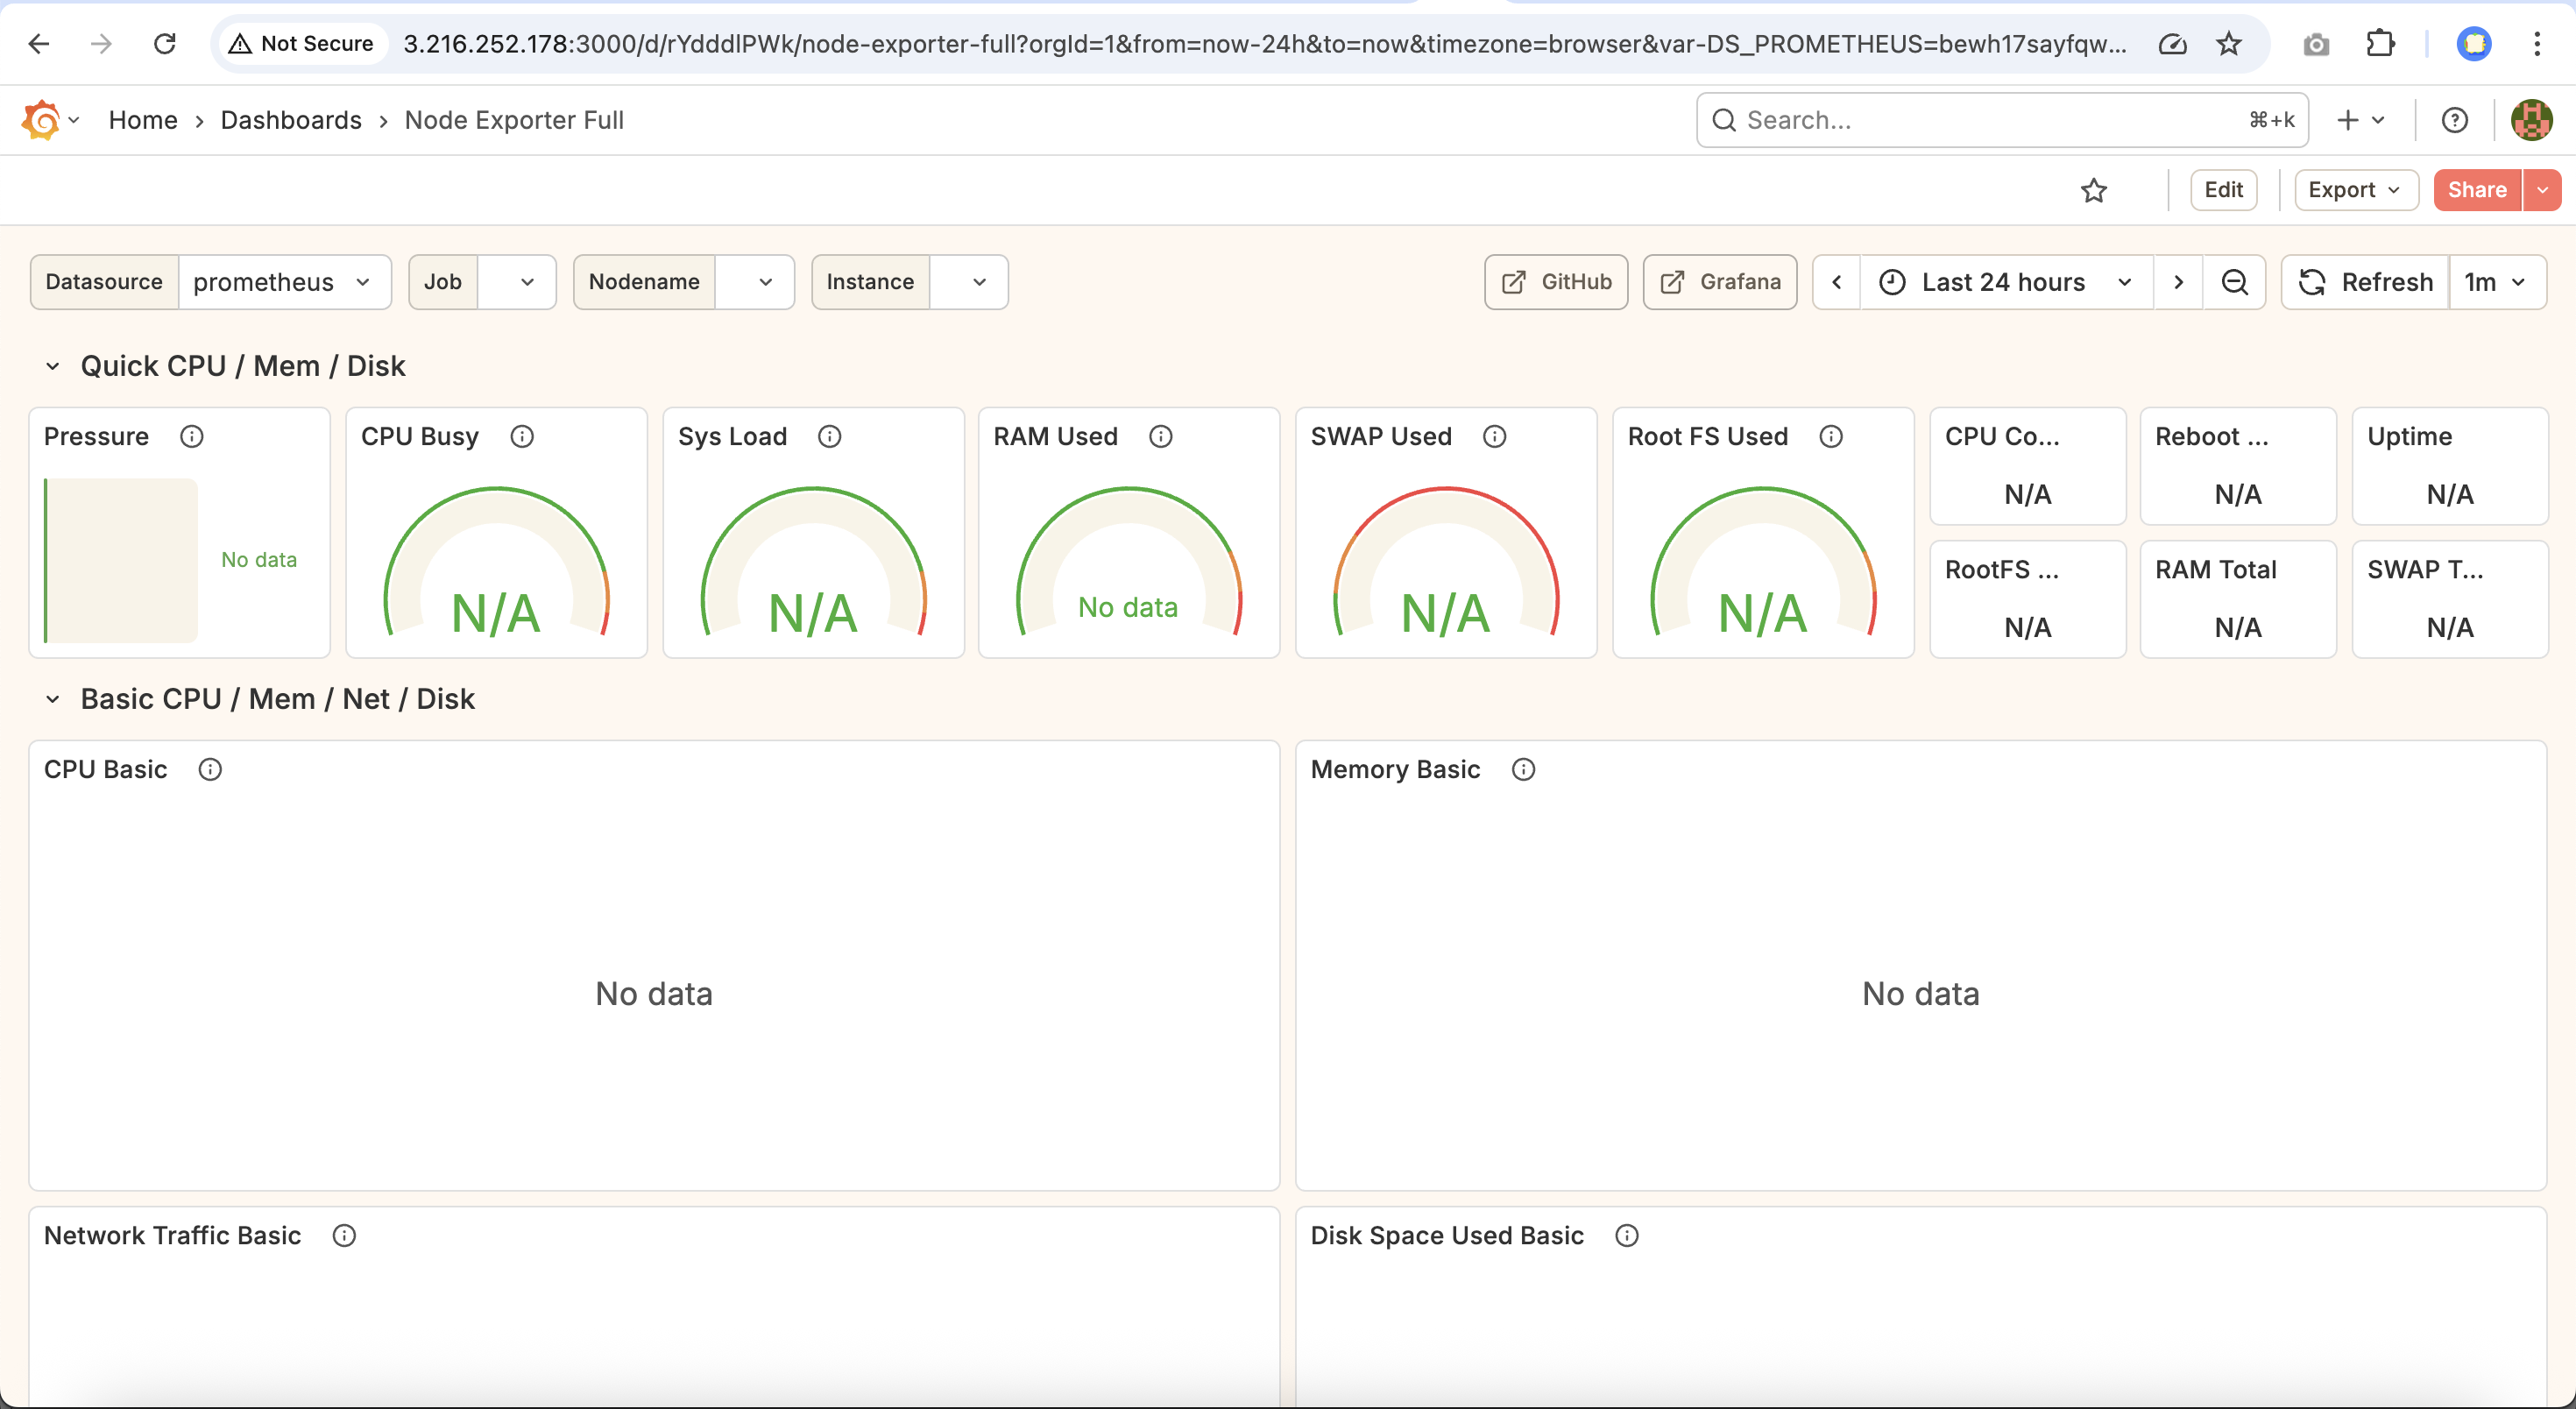 Not Secure 3.216.252.178:3000/d/rYdddlPWk/node-exporter-full?orgId=1&from=now-24h&to=now&timezone=browser&var-DS_PROMETHEUS=bewh17sayfqw...
Home › Dashboards › Node Exporter Full Search... ⌘+k
Edit Export Share
Datasource prometheus Job Nodename Instance GitHub Grafana Last 24 hours Refresh 1m
Quick CPU / Mem / Disk
Pressure CPU Busy Sys Load RAM Used SWAP Used Root FS Used CPU Co... Reboot ... Uptime
N/A N/A N/A
No data
RootFS ... RAM Total SWAP T...
N/A N/A No data N/A N/A N/A N/A N/A
Basic CPU / Mem / Net / Disk
CPU Basic Memory Basic
No data No data
Network Traffic Basic Disk Space Used Basic